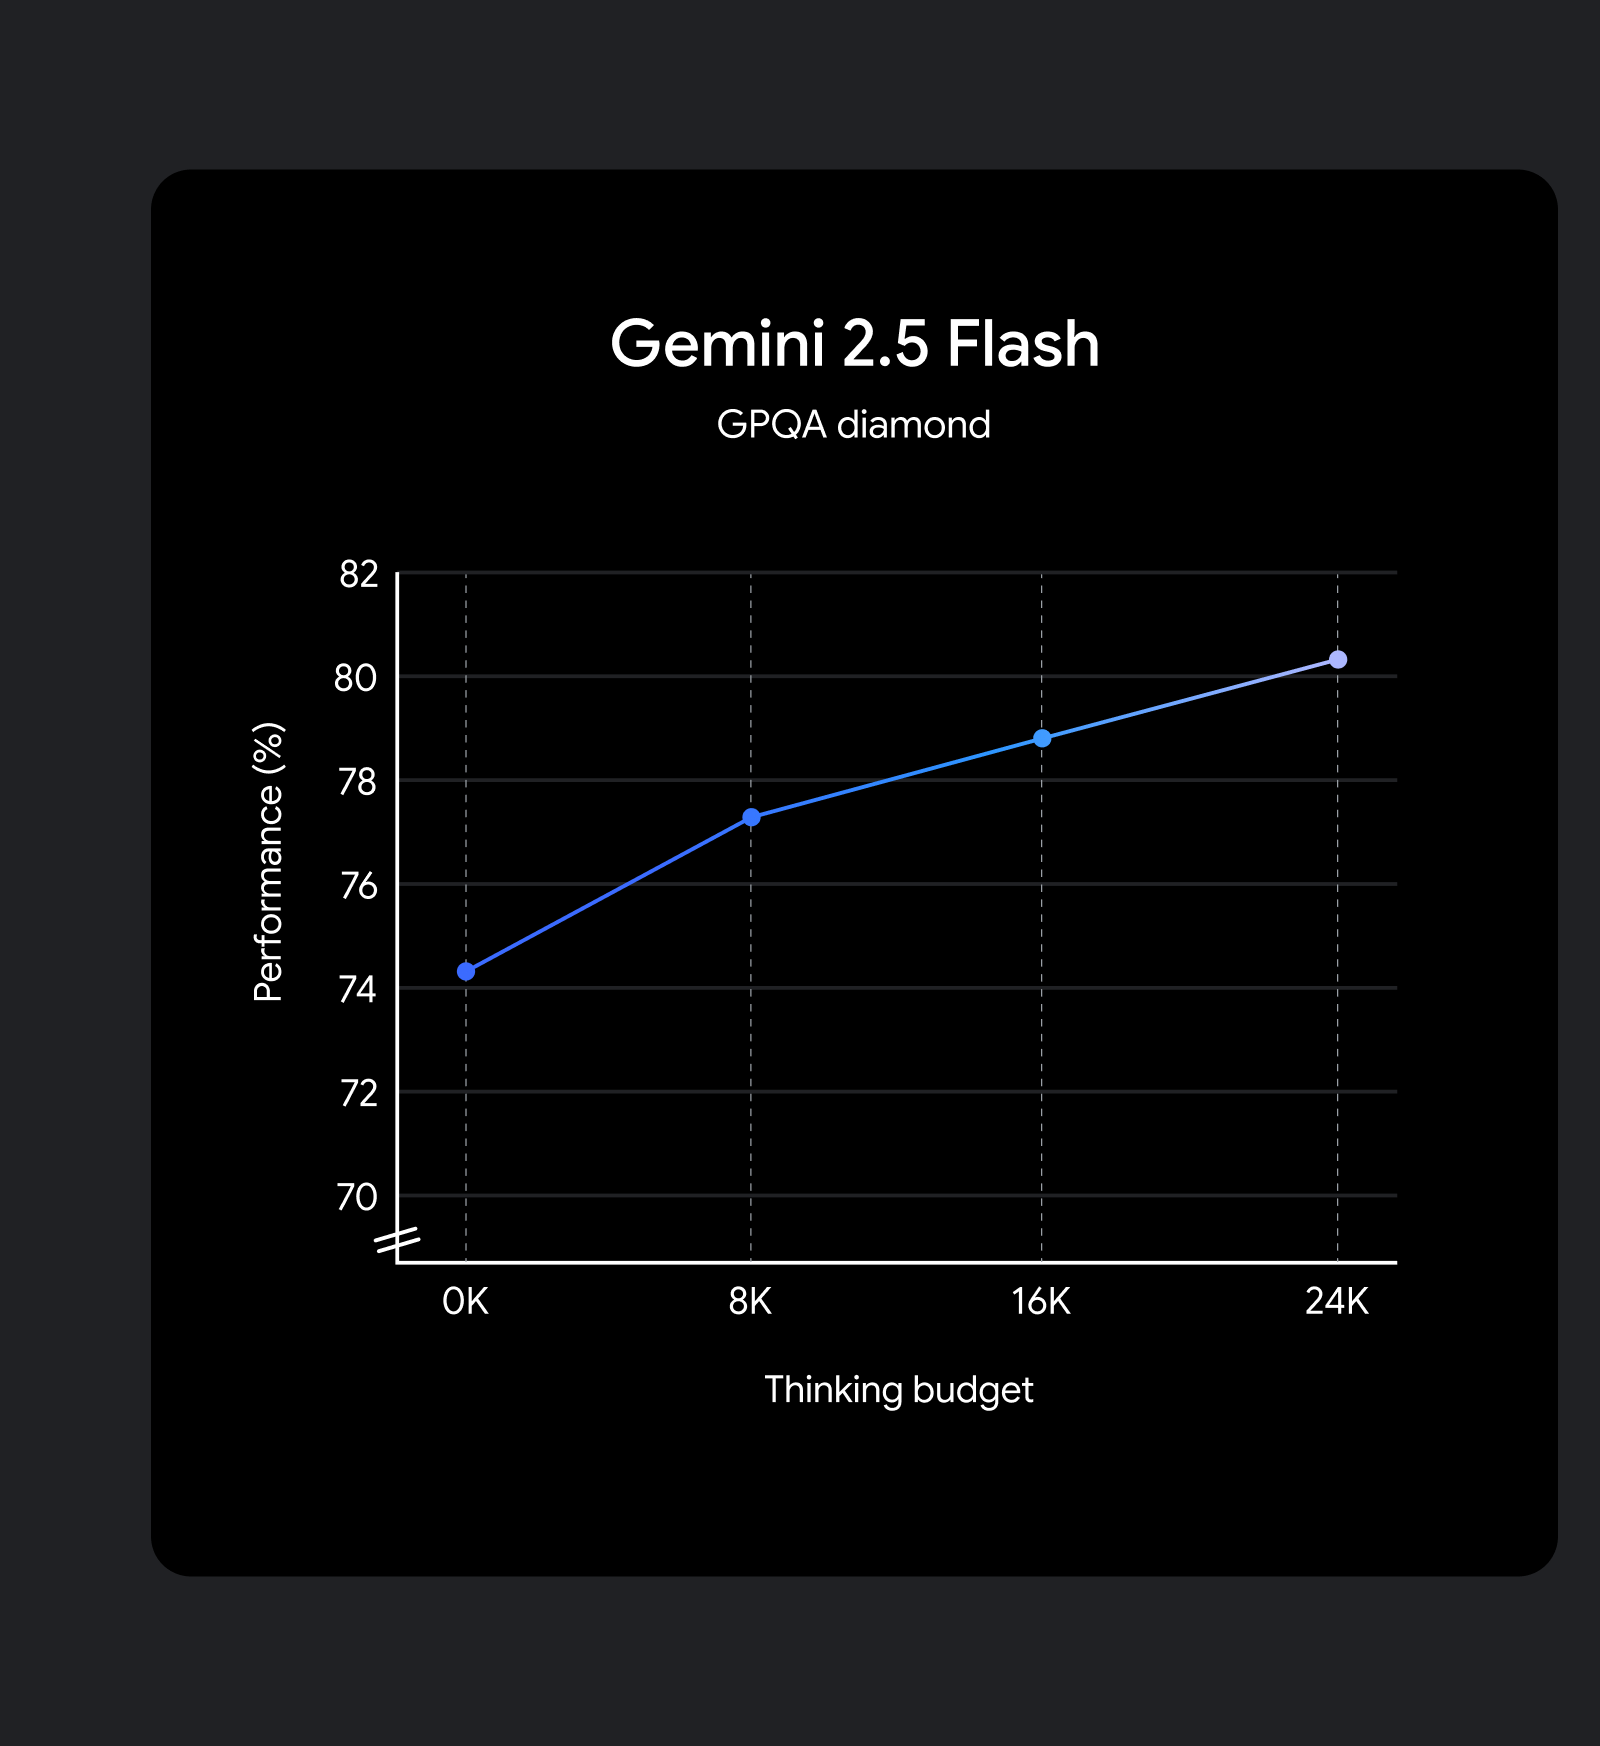 Gemini 2.5 Flash
GPQA diamond
82
80
78
76
74
72
70
Performance (%)
0K 8K 16K 24K
Thinking budget